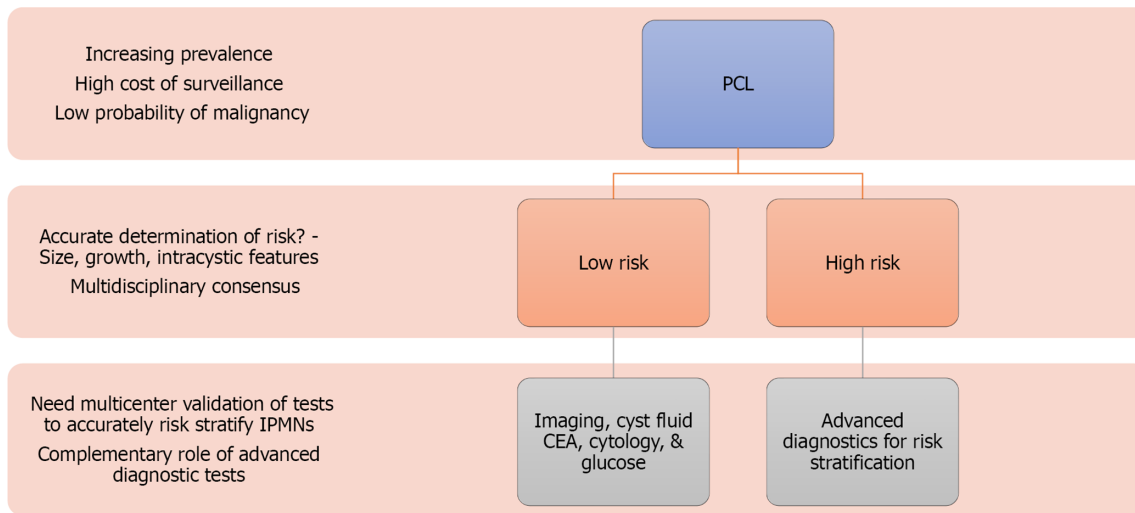 Increasing prevalence
High cost of surveillance
Low probability of malignancy
PCL
Accurate determination of risk? -
Size, growth, intracystic features
Multidisciplinary consensus
Low risk
High risk
Need multicenter validation of tests
to accurately risk stratify IPMNs
Complementary role of advanced
diagnostic tests
Imaging, cyst fluid
CEA, cytology, &
glucose
Advanced
diagnostics for risk
stratification